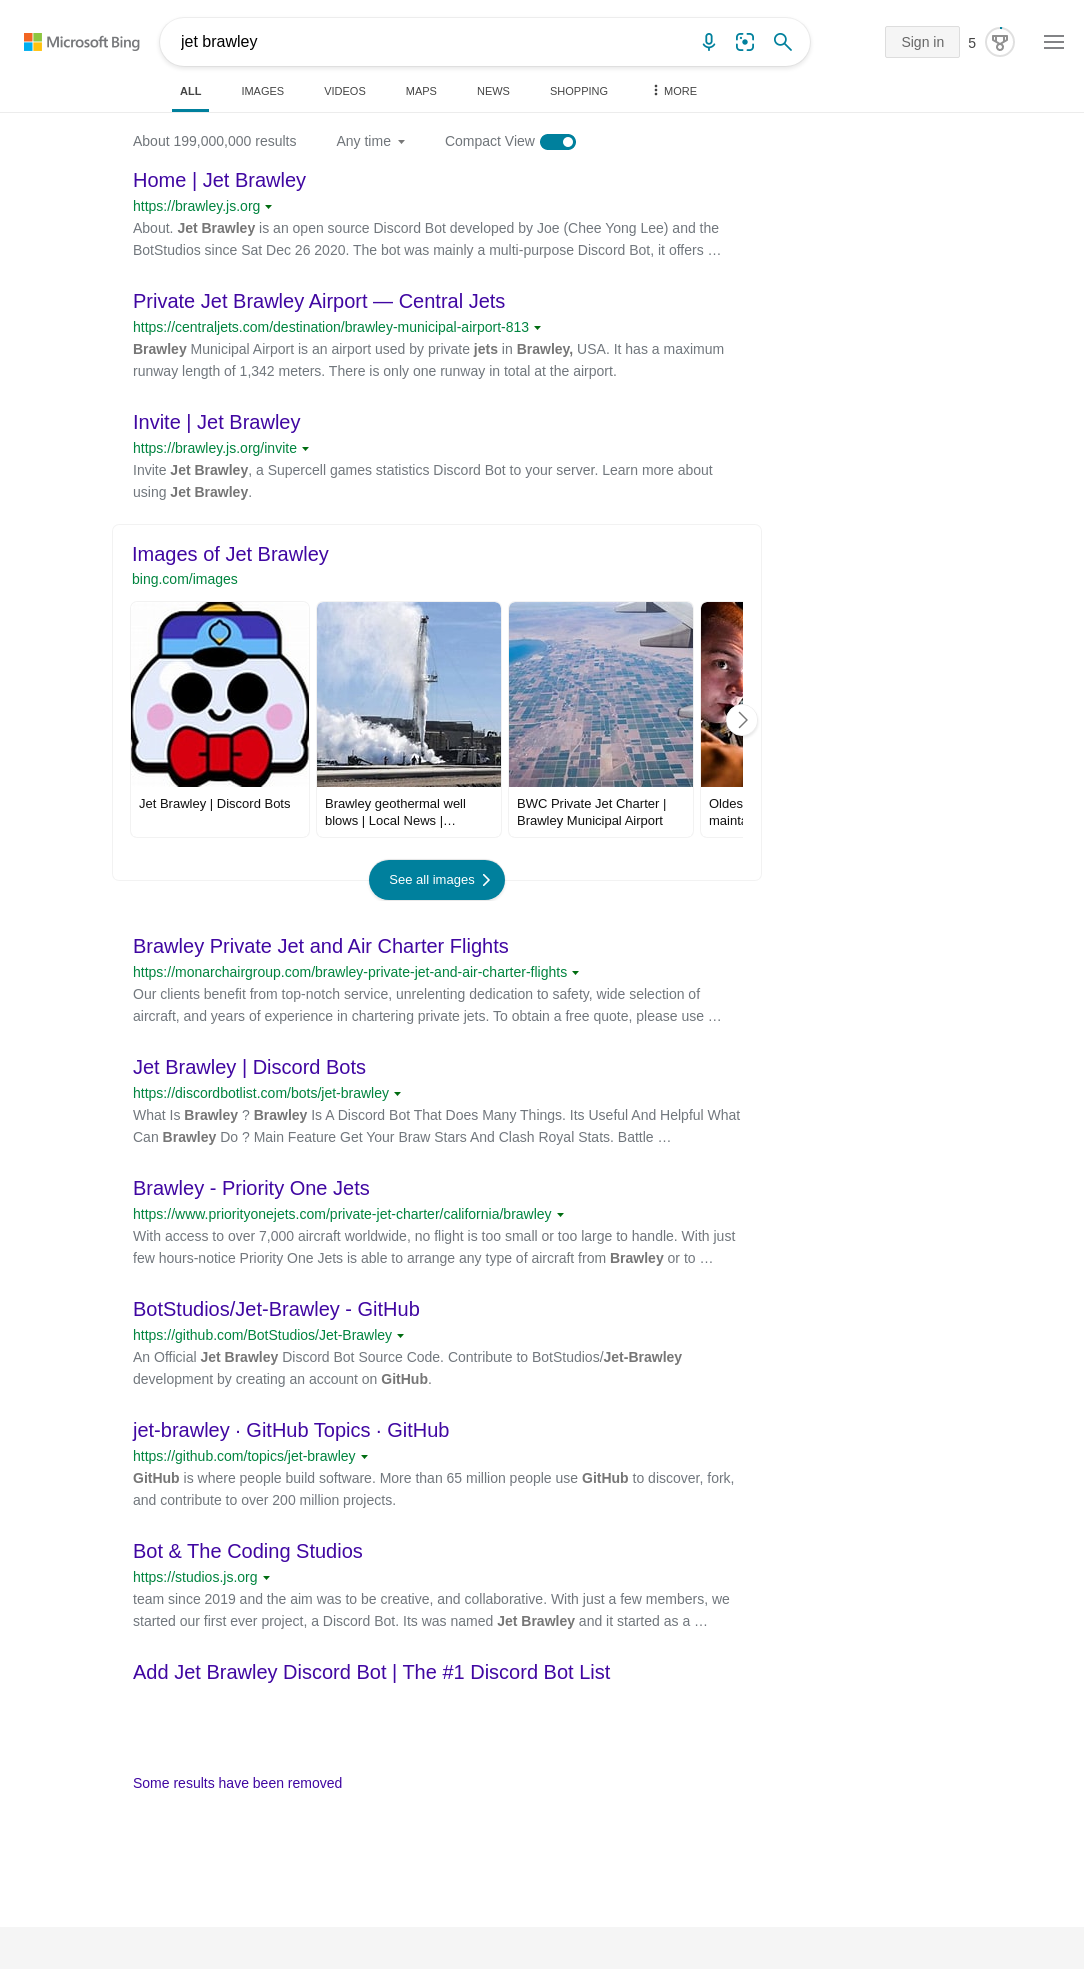 Microsoft Bing
jet brawley
Sign in
5
ALL
IMAGES
VIDEOS
MAPS
NEWS
SHOPPING
MORE
About 199,000,000 results
Any time
Compact View
Home | Jet Brawley
https://brawley.js.org
About. Jet Brawley is an open source Discord Bot developed by Joe (Chee Yong Lee) and the
BotStudios since Sat Dec 26 2020. The bot was mainly a multi-purpose Discord Bot, it offers …
Private Jet Brawley Airport — Central Jets
https://centraljets.com/destination/brawley-municipal-airport-813
Brawley Municipal Airport is an airport used by private jets in Brawley, USA. It has a maximum
runway length of 1,342 meters. There is only one runway in total at the airport.
Invite | Jet Brawley
https://brawley.js.org/invite
Invite Jet Brawley, a Supercell games statistics Discord Bot to your server. Learn more about
using Jet Brawley.
Images of Jet Brawley
bing.com/images
Jet Brawley | Discord Bots
Brawley geothermal well
blows | Local News |…
BWC Private Jet Charter |
Brawley Municipal Airport
Oldes
mainta
See all images
Brawley Private Jet and Air Charter Flights
https://monarchairgroup.com/brawley-private-jet-and-air-charter-flights
Our clients benefit from top-notch service, unrelenting dedication to safety, wide selection of
aircraft, and years of experience in chartering private jets. To obtain a free quote, please use …
Jet Brawley | Discord Bots
https://discordbotlist.com/bots/jet-brawley
What Is Brawley ? Brawley Is A Discord Bot That Does Many Things. Its Useful And Helpful What
Can Brawley Do ? Main Feature Get Your Braw Stars And Clash Royal Stats. Battle …
Brawley - Priority One Jets
https://www.priorityonejets.com/private-jet-charter/california/brawley
With access to over 7,000 aircraft worldwide, no flight is too small or too large to handle. With just
few hours-notice Priority One Jets is able to arrange any type of aircraft from Brawley or to …
BotStudios/Jet-Brawley - GitHub
https://github.com/BotStudios/Jet-Brawley
An Official Jet Brawley Discord Bot Source Code. Contribute to BotStudios/Jet-Brawley
development by creating an account on GitHub.
jet-brawley · GitHub Topics · GitHub
https://github.com/topics/jet-brawley
GitHub is where people build software. More than 65 million people use GitHub to discover, fork,
and contribute to over 200 million projects.
Bot & The Coding Studios
https://studios.js.org
team since 2019 and the aim was to be creative, and collaborative. With just a few members, we
started our first ever project, a Discord Bot. Its was named Jet Brawley and it started as a …
Add Jet Brawley Discord Bot | The #1 Discord Bot List
Some results have been removed